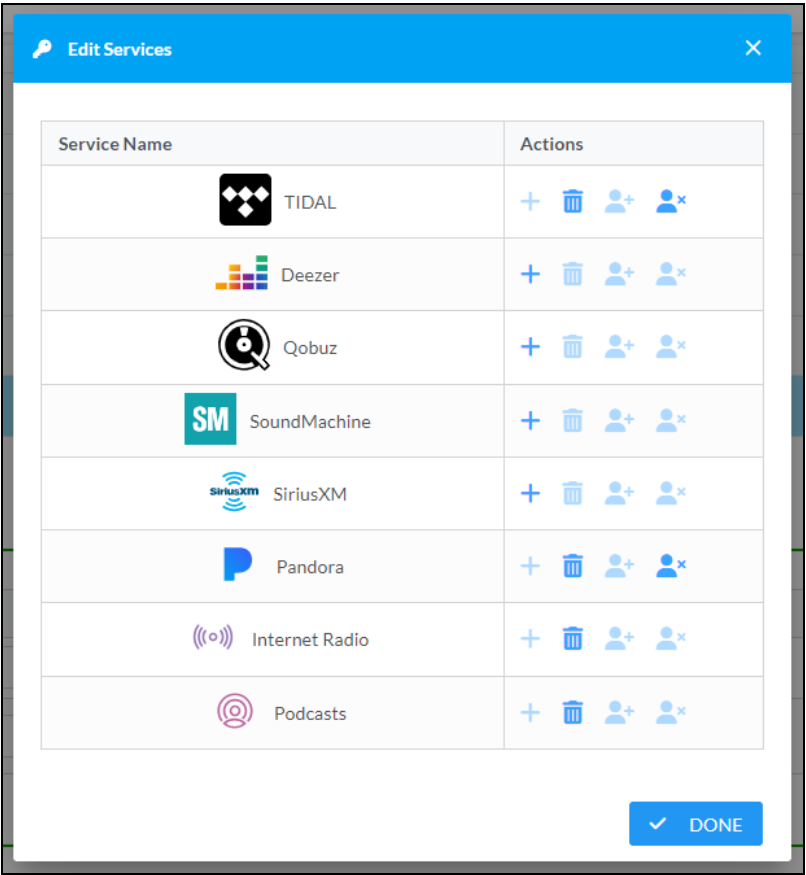 Edit Services
Service Name Actions
TIDAL
Deezer
Qobuz
SM SoundMachine
siriusxm SiriusXM
Pandora
Internet Radio
Podcasts
DONE